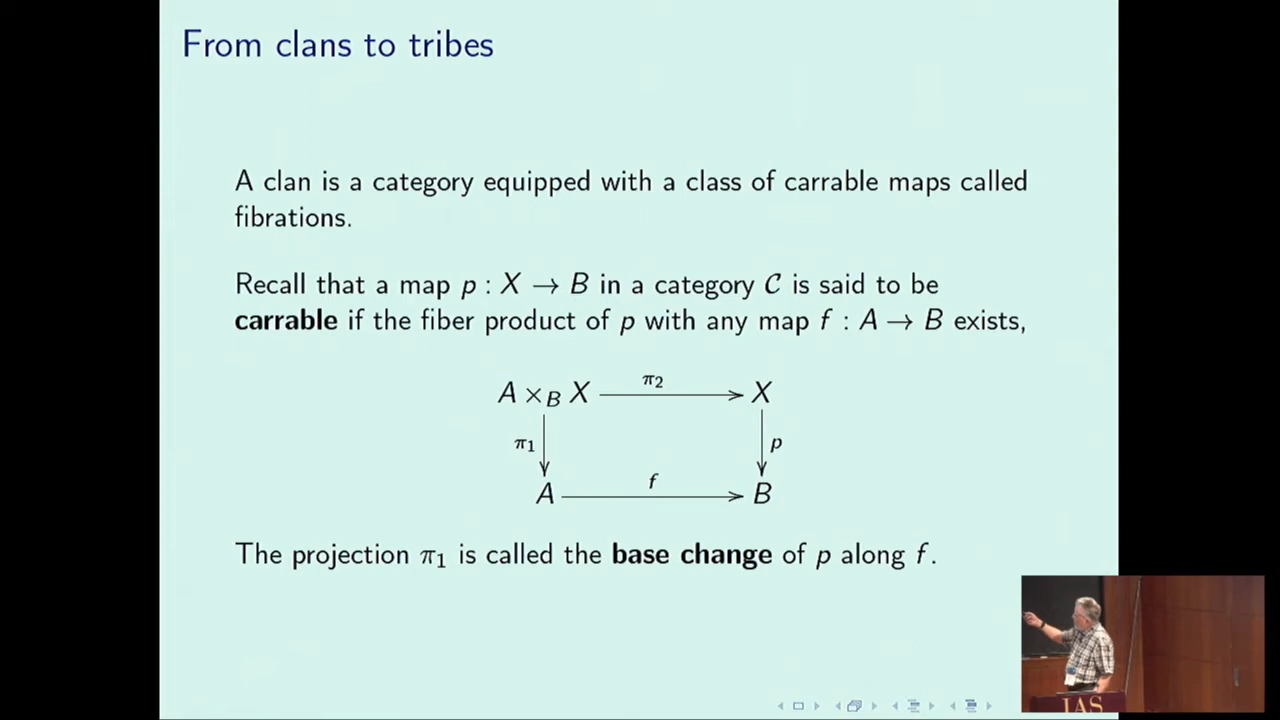 From clans to tribes
A clan is a category equipped with a class of carrable maps called
fibrations.
Recall that a map p : X → B in a category 𝒞 is said to be
carrable if the fiber product of p with any map f : A → B exists,
A ×_B X π₂ X
π₁ p
A f B
The projection π₁ is called the base change of p along f.
IAS